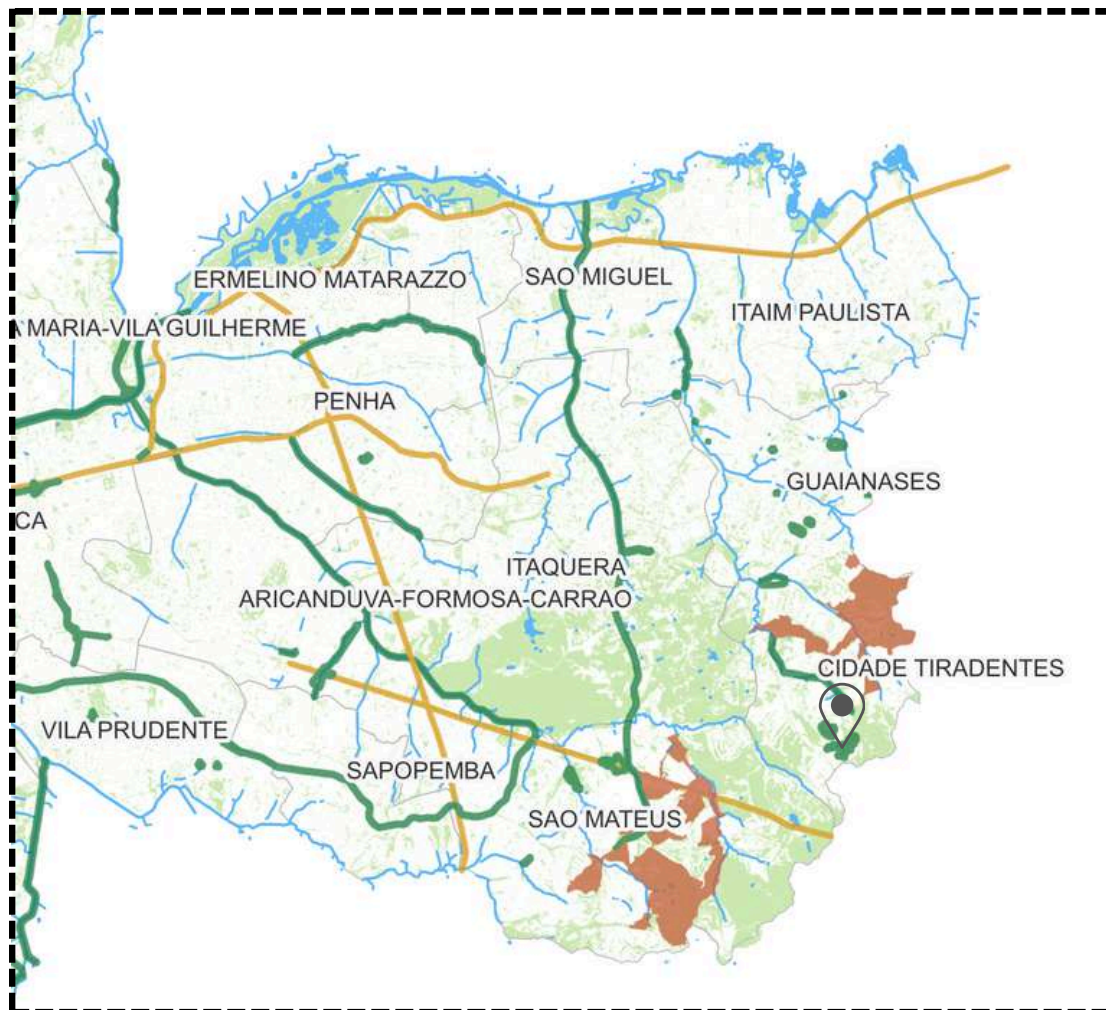 ERMELINO MATARAZZO
SAO MIGUEL
ITAIM PAULISTA
A MARIA-VILA GUILHERME
PENHA
GUAIANASES
CA
ITAQUERA
ARICANDUVA-FORMOSA-CARRAO
CIDADE TIRADENTES
VILA PRUDENTE
SAPOPEMBA
SAO MATEUS